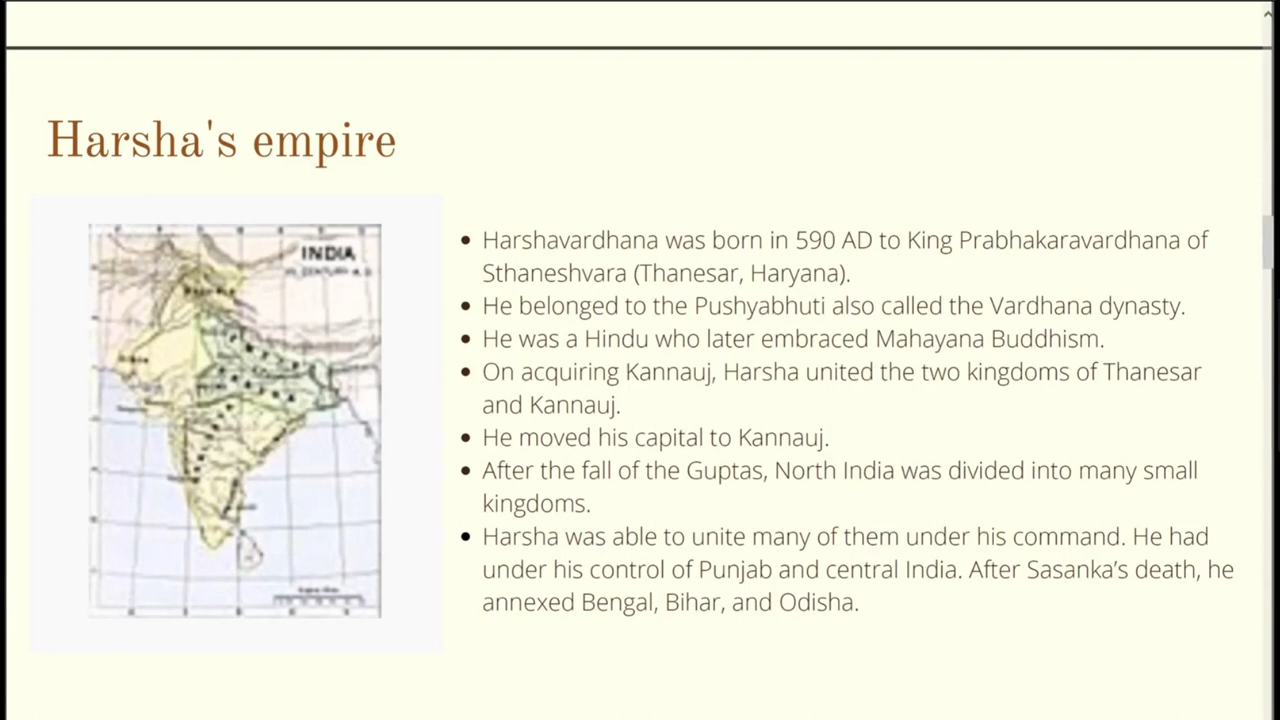 Harsha's empire
INDIA
Harshavardhana was born in 590 AD to King Prabhakaravardhana of
Sthaneshvara (Thanesar, Haryana).
He belonged to the Pushyabhuti also called the Vardhana dynasty.
He was a Hindu who later embraced Mahayana Buddhism.
On acquiring Kannauj, Harsha united the two kingdoms of Thanesar
and Kannauj.
He moved his capital to Kannauj.
After the fall of the Guptas, North India was divided into many small
kingdoms.
Harsha was able to unite many of them under his command. He had
under his control of Punjab and central India. After Sasanka’s death, he
annexed Bengal, Bihar, and Odisha.